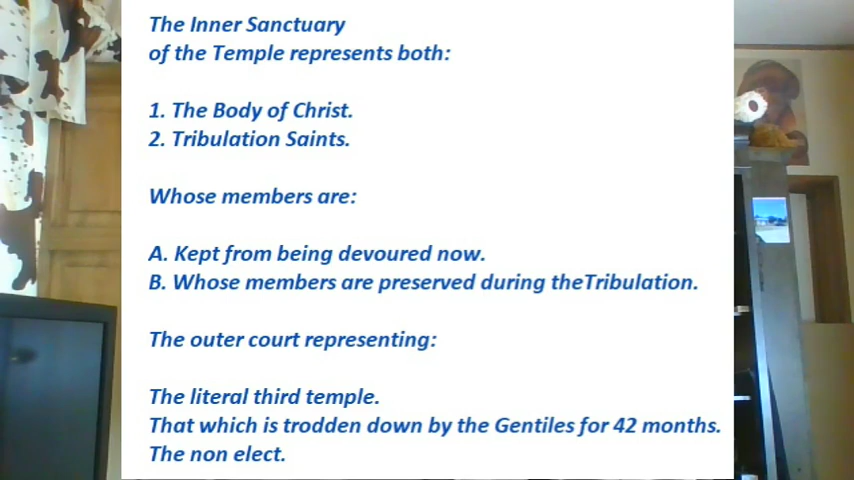 The Inner Sanctuary
of the Temple represents both:
1. The Body of Christ.
2. Tribulation Saints.
Whose members are:
A. Kept from being devoured now.
B. Whose members are preserved during theTribulation.
The outer court representing:
The literal third temple.
That which is trodden down by the Gentiles for 42 months.
The non elect.